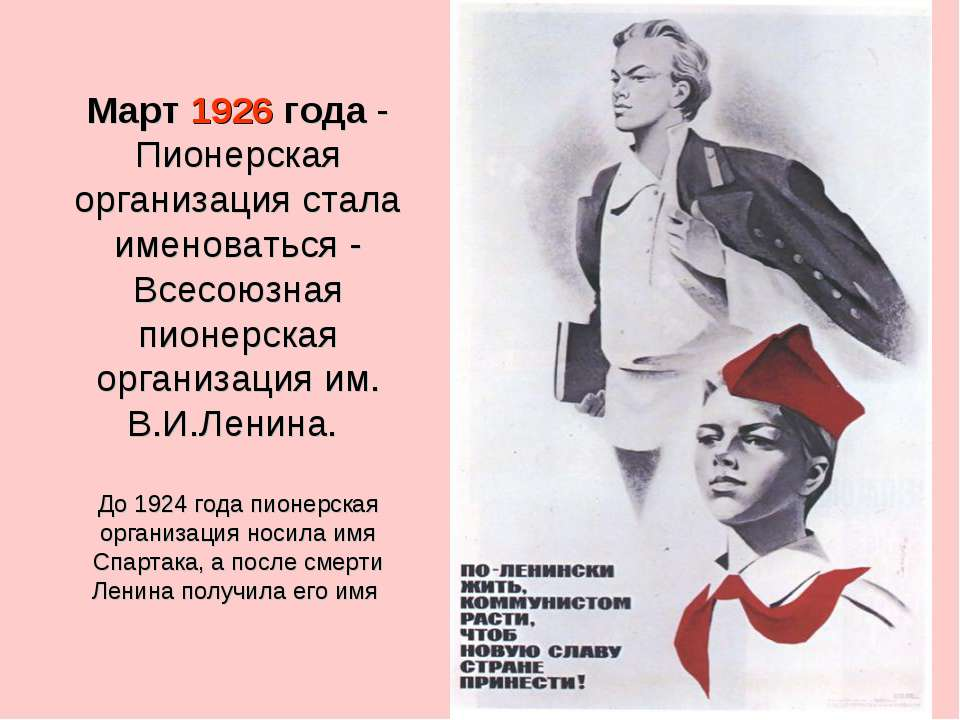 Март 1926 года -
Пионерская
организация стала
именоваться -
Всесоюзная
пионерская
организация им.
В.И.Ленина.
До 1924 года пионерская
организация носила имя
Спартака, а после смерти
Ленина получила его имя
ПО-ЛЕНИНСКИ
ЖИТЬ,
КОММУНИСТОМ
РАСТИ,
ЧТОБ
НОВУЮ СЛАВУ
СТРАНЕ
ПРИНЕСТИ!